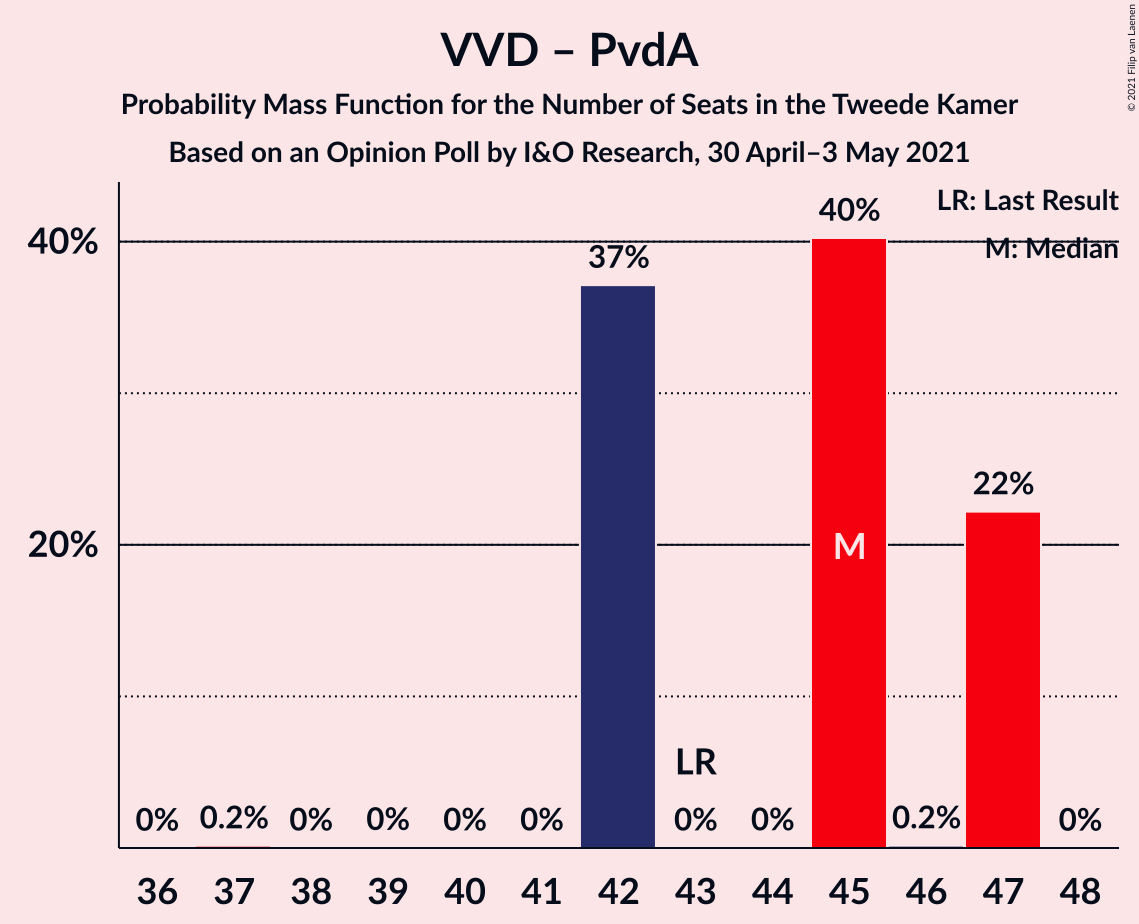 VVD – PvdA
Probability Mass Function for the Number of Seats in the Tweede Kamer
Based on an Opinion Poll by I&O Research, 30 April–3 May 2021
© 2021 Filip van Laenen
LR: Last Result
M: Median
40%
20%
0%
0.2%
0%
0%
0%
0%
37%
LR
0%
0%
40%
M
0.2%
22%
0%
36 37 38 39 40 41 42 43 44 45 46 47 48